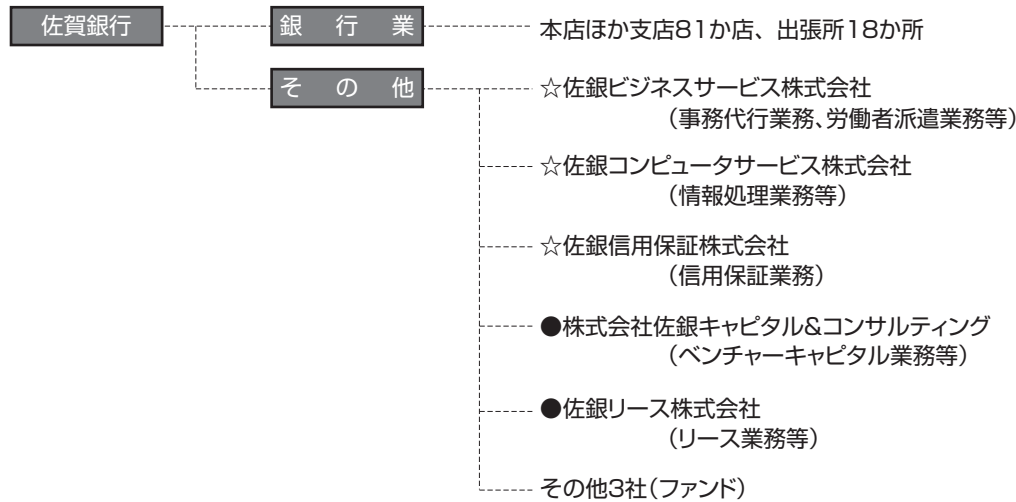 佐賀銀行
銀行業
本店ほか支店81か店、出張所18か所
その他
☆佐銀ビジネスサービス株式会社
（事務代行業務、労働者派遣業務等）
☆佐銀コンピュータサービス株式会社
（情報処理業務等）
☆佐銀信用保証株式会社
（信用保証業務）
●株式会社佐銀キャピタル&コンサルティング
（ベンチャーキャピタル業務等）
●佐銀リース株式会社
（リース業務等）
その他3社（ファンド）